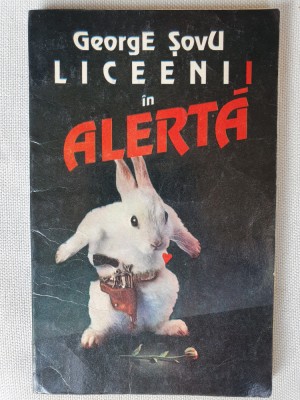 GeorgE ŞovU
LICEENII
în
ALERTĂ